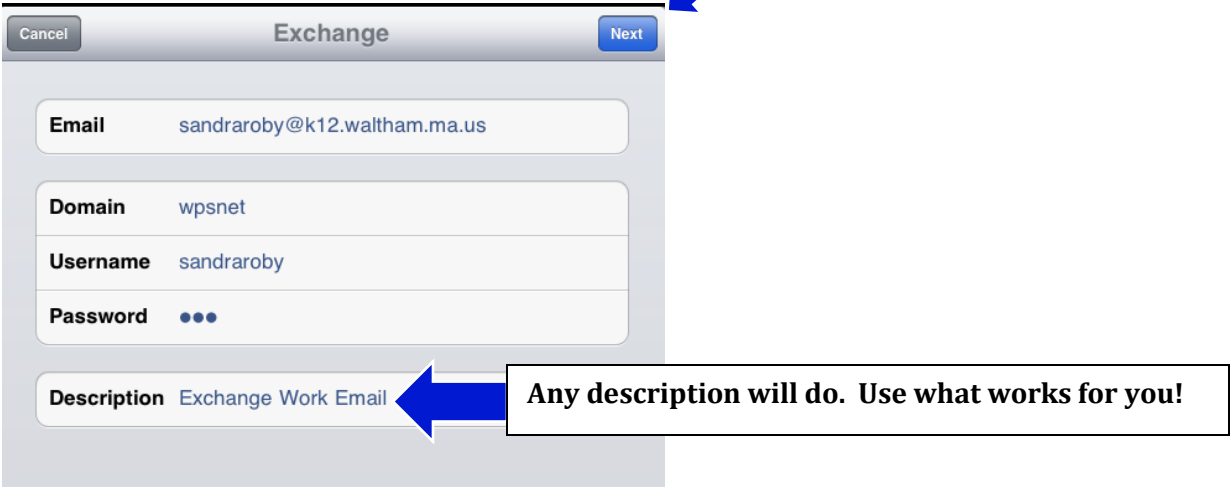 Cancel Exchange Next
Email sandraroby@k12.waltham.ma.us
Domain wpsnet
Username sandraroby
Password ●●●
Description Exchange Work Email
Any description will do.  Use what works for you!